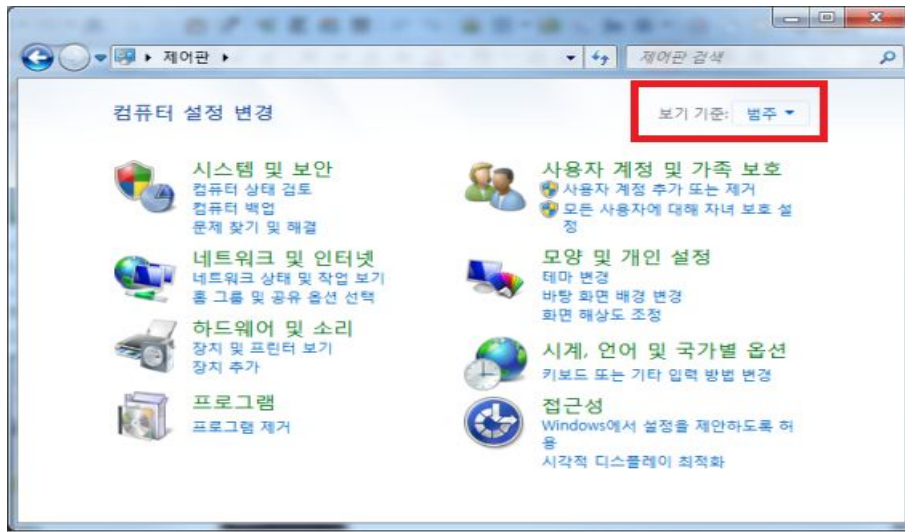 제어판
제어판 검색
컴퓨터 설정 변경
보기 기준: 범주
시스템 및 보안
컴퓨터 상태 검토
컴퓨터 백업
문제 찾기 및 해결
네트워크 및 인터넷
네트워크 상태 및 작업 보기
홈 그룹 및 공유 옵션 선택
하드웨어 및 소리
장치 및 프린터 보기
장치 추가
프로그램
프로그램 제거
사용자 계정 및 가족 보호
사용자 계정 추가 또는 제거
모든 사용자에 대해 자녀 보호 설
정
모양 및 개인 설정
테마 변경
바탕 화면 배경 변경
화면 해상도 조정
시계, 언어 및 국가별 옵션
키보드 또는 기타 입력 방법 변경
접근성
Windows에서 설정을 제안하도록 허
용
시각적 디스플레이 최적화